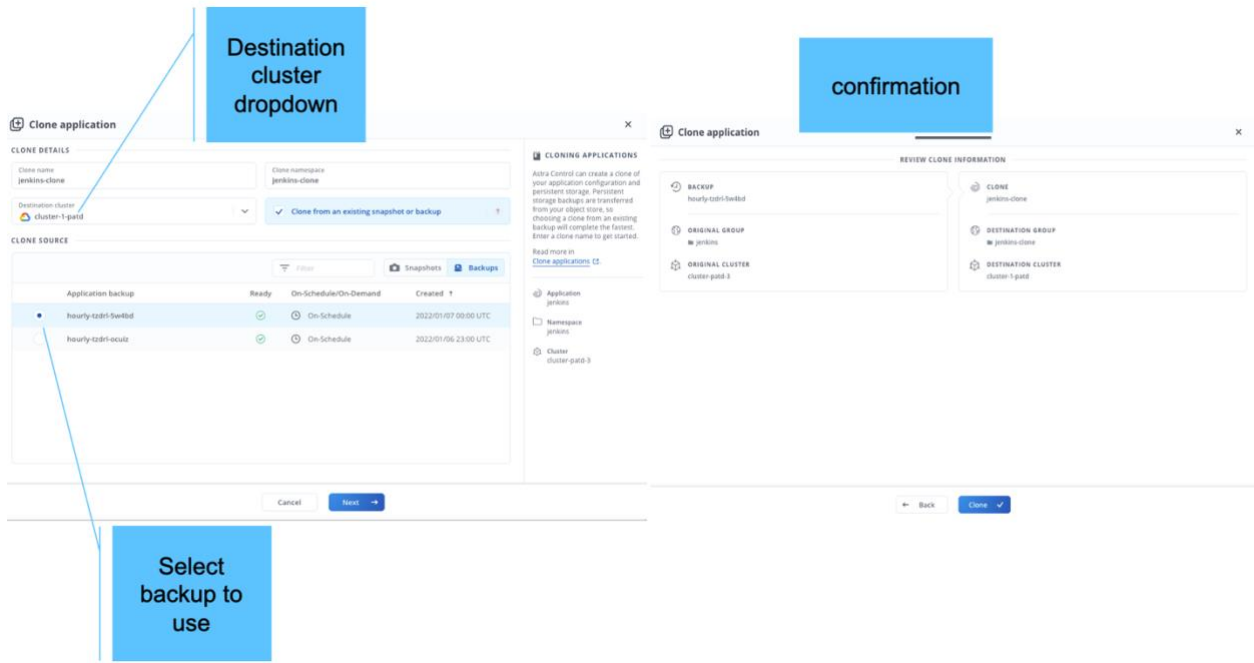 Destination
cluster
dropdown
Clone application
CLONE DETAILS
Clone name
jenkins-clone
Clone namespace
jenkins-clone
Destination cluster
cluster-1-patd
Clone from an existing snapshot or backup
CLONE SOURCE
Filter
Snapshots
Backups
Application backup
Ready
On-Schedule/On-Demand
Created
hourly-tzdrl-5w4bd
On-Schedule
2022/01/07 00:00 UTC
hourly-tzdrl-ocuiz
On-Schedule
2022/01/06 23:00 UTC
CLONING APPLICATIONS
Astra Control can create a clone of
your application configuration and
persistent storage. Persistent
storage backups are transferred
from your object store, so
choosing a clone from an existing
backup will complete the fastest.
Enter a clone name to get started.
Read more in
Clone applications
Application
jenkins
Namespace
jenkins
Cluster
cluster-patd-3
Cancel
Next →
Select
backup to
use
confirmation
Clone application
REVIEW CLONE INFORMATION
BACKUP
hourly-tzdrl-5w4bd
ORIGINAL GROUP
jenkins
ORIGINAL CLUSTER
cluster-patd-3
CLONE
jenkins-clone
DESTINATION GROUP
jenkins-clone
DESTINATION CLUSTER
cluster-1-patd
← Back
Clone